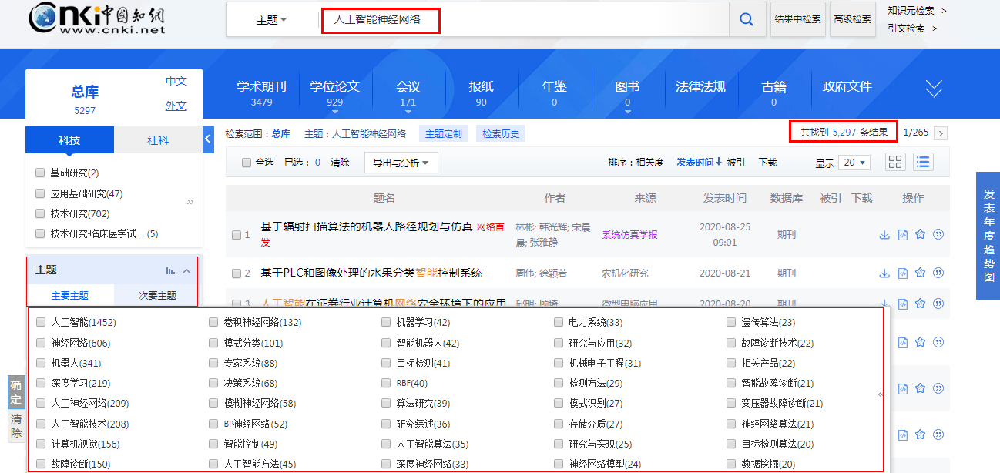 cnki 中国知網
www.cnki.net
主题
人工智能神经网络
结果中检索
高级检索
知识元检索 >
引文检索 >
总库
5297
中文
外文
学术期刊
3479
学位论文
929
会议
171
报纸
90
年鉴
0
图书
0
法律法规
古籍
0
政府文件
科技
社科
检索范围：总库
主题：人工智能神经网络
主题定制
检索历史
共找到 5,297 条结果
1/265
>
基础研究(2)
应用基础研究(47)
技术研究(702)
技术研究-临床医学试... (5)
»
全选
已选：0
清除
导出与分析
排序：相关度
发表时间↓
被引
下载
显示 20
题名
作者
来源
发表时间
数据库
被引
下载
操作
1
基于辐射扫描算法的机器人路径规划与仿真 网络首
发
林彬; 韩光辉; 宋晨
晨; 张雅静
系统仿真学报
2020-08-25
09:01
期刊
2
基于PLC和图像处理的水果分类智能控制系统
周伟; 徐颖若
农机化研究
2020-08-21
期刊
3
人工智能在证券行业计算机网络安全环境下的应用
邱明; 顾琦
微型电脑应用
2020-08-20
期刊
发表年度趋势图
主题
主要主题
次要主题
人工智能(1452)
卷积神经网络(132)
机器学习(42)
电力系统(33)
遗传算法(23)
神经网络(606)
模式分类(101)
智能机器人(42)
研究与应用(32)
故障诊断技术(22)
机器人(341)
专家系统(88)
目标检测(41)
机械电子工程(31)
相关产品(22)
深度学习(219)
决策系统(68)
RBF(40)
检测方法(29)
智能故障诊断(21)
人工神经网络(209)
模糊神经网络(58)
算法研究(39)
模式识别(27)
变压器故障诊断(21)
人工智能技术(208)
BP神经网络(52)
研究综述(36)
存储介质(27)
神经网络算法(21)
计算机视觉(156)
智能控制(49)
人工智能算法(35)
研究与实现(25)
目标检测算法(20)
故障诊断(150)
人工智能方法(45)
深度神经网络(33)
神经网络模型(24)
数据挖掘(20)
确定
清除
«